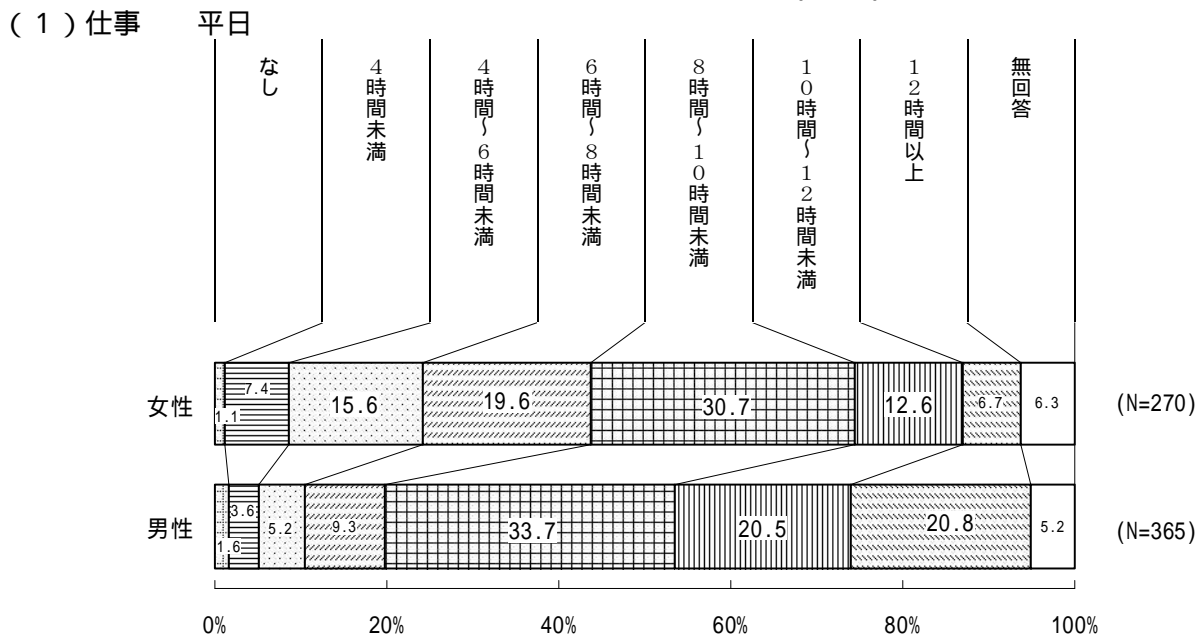 （1）仕事　平日
なし
4時間未満
4時間～6時間未満
6時間～8時間未満
8時間～10時間未満
10時間～12時間未満
12時間以上
無回答
女性 1.1 7.4 15.6 19.6 30.7 12.6 6.7 6.3 (N=270)
男性 1.6 3.6 5.2 9.3 33.7 20.5 20.8 5.2 (N=365)
0% 20% 40% 60% 80% 100%